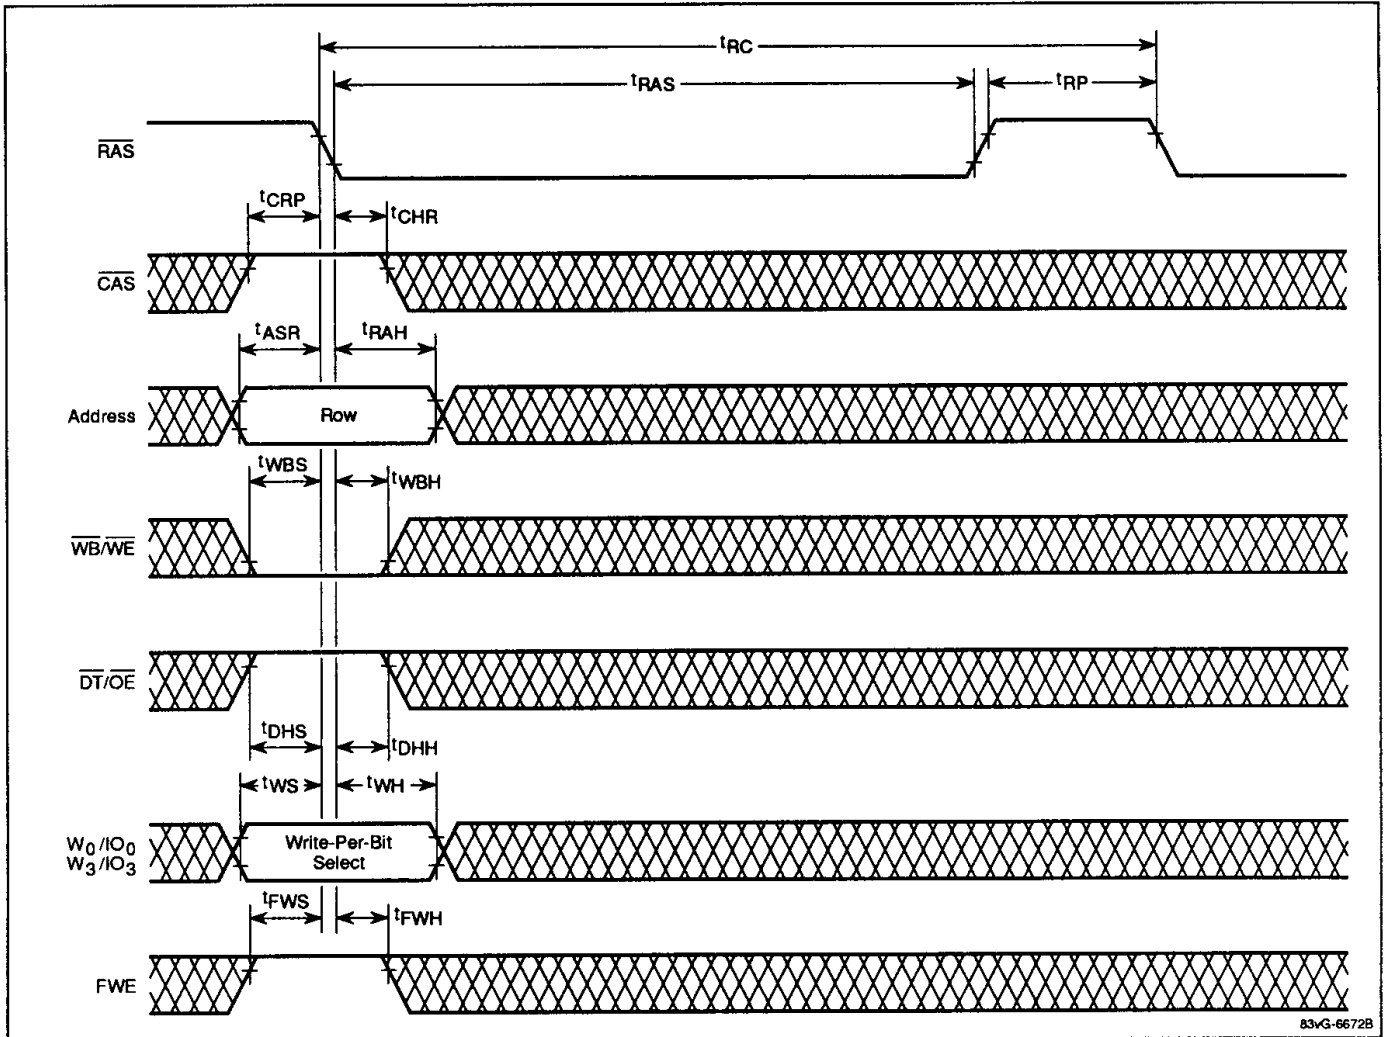 tRC
tRAS
tRP
RAS
tCRP
tCHR
CAS
tASR
tRAH
Address
Row
tWBS
tWBH
WB/WE
DT/OE
tDHS
tDHH
tWS
tWH
W0/IO0
W3/IO3
Write-Per-Bit
Select
tFWS
tFWH
FWE
83vG-6672B